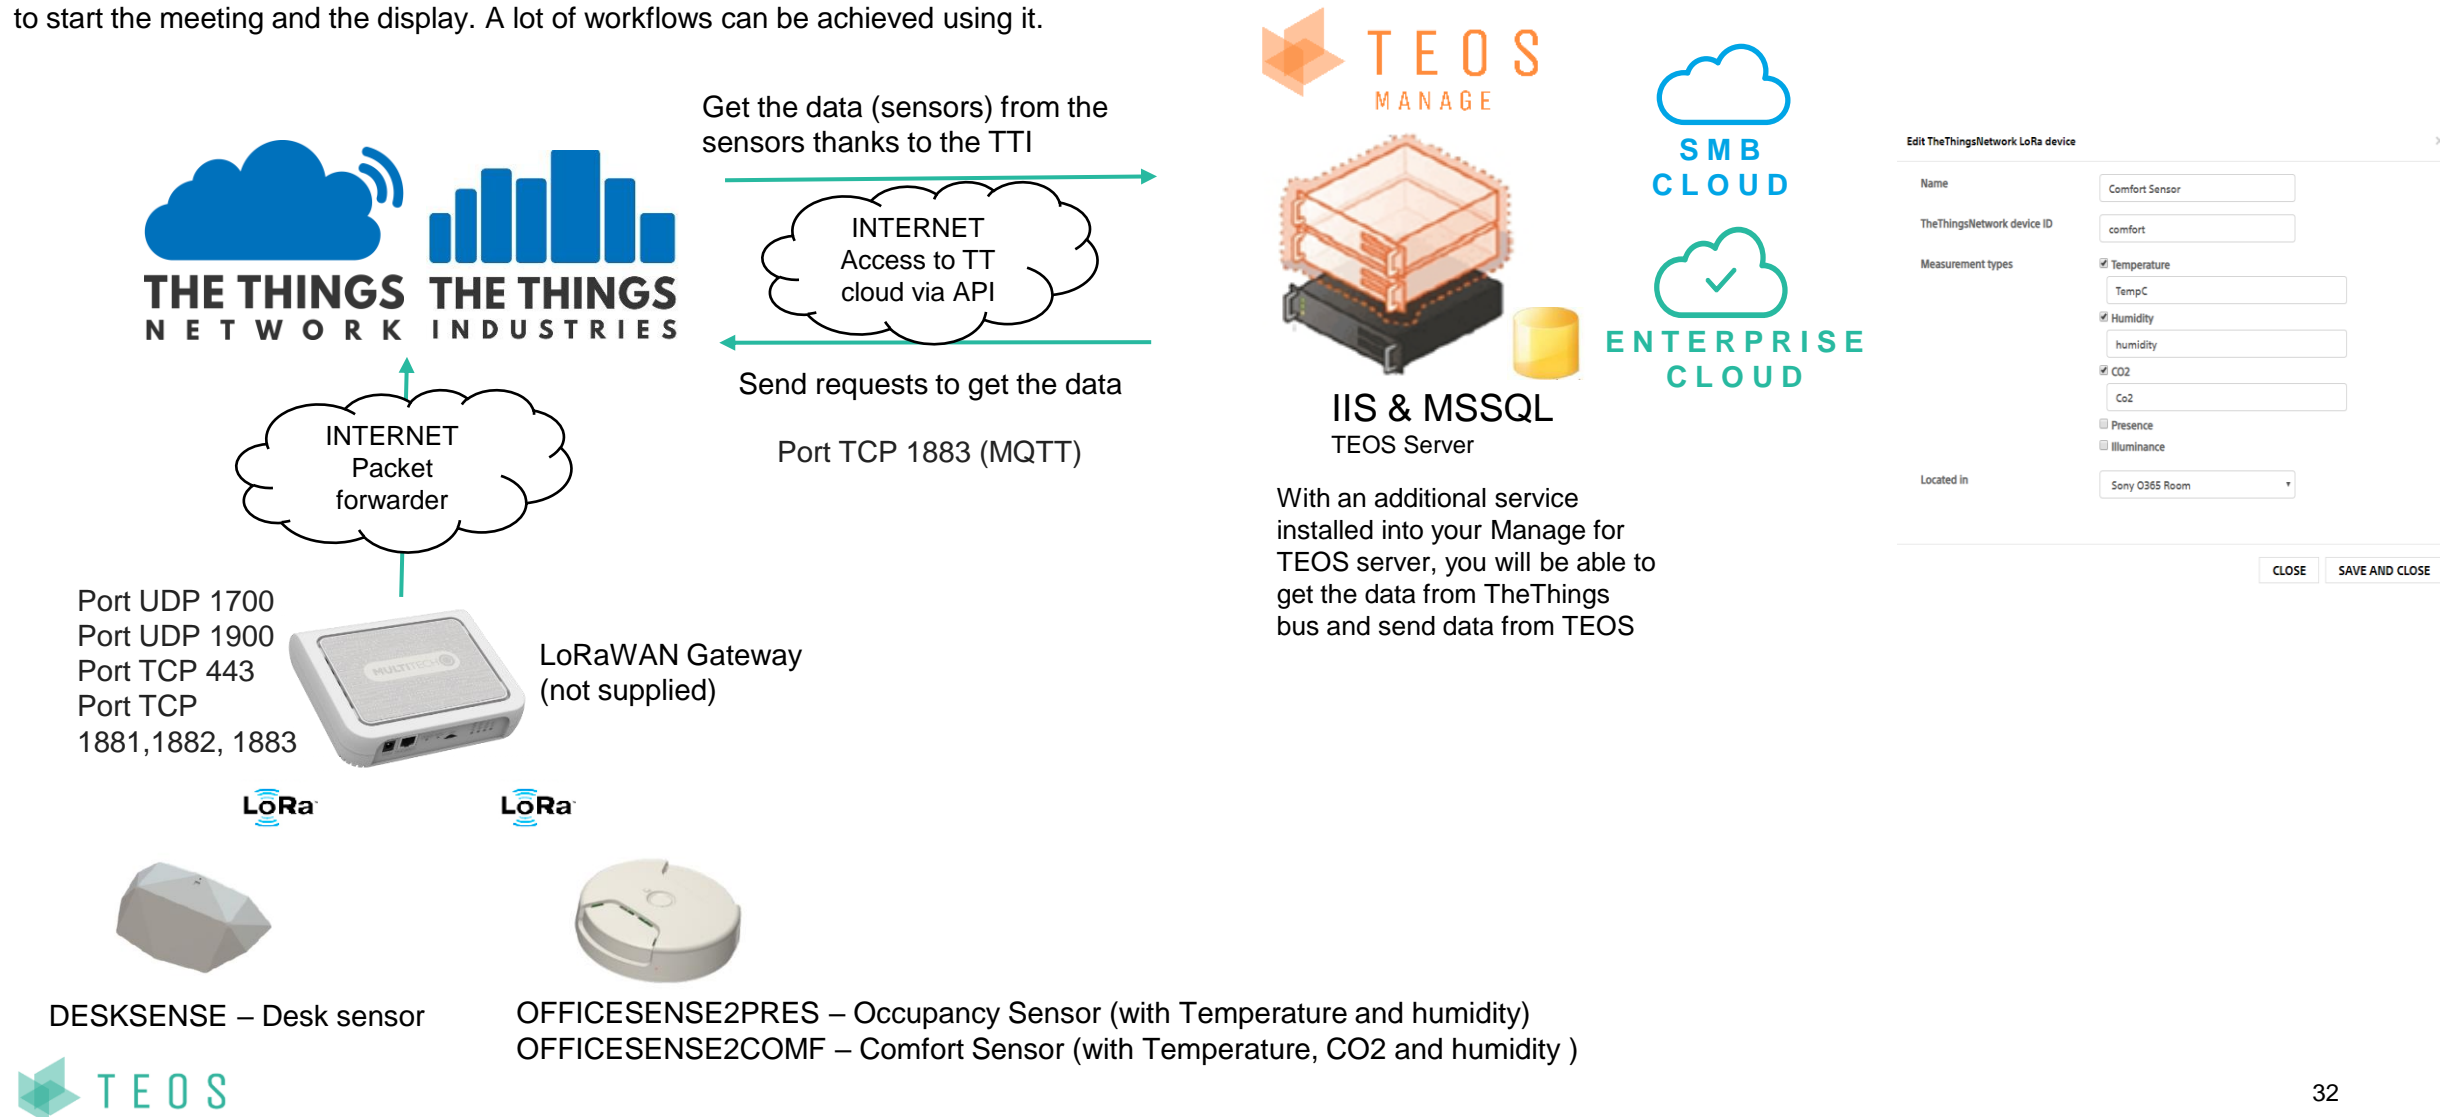 to start the meeting and the display. A lot of workflows can be achieved using it.
TEOS
MANAGE
Get the data (sensors) from the
sensors thanks to the TTI
THE THINGS
NETWORK
THE THINGS
INDUSTRIES
INTERNET
Access to TT
cloud via API
Send requests to get the data
Port TCP 1883 (MQTT)
INTERNET
Packet
forwarder
SMB
CLOUD
ENTERPRISE
CLOUD
IIS & MSSQL
TEOS Server
With an additional service
installed into your Manage for
TEOS server, you will be able to
get the data from TheThings
bus and send data from TEOS
Edit TheThingsNetwork LoRa device
Name
Comfort Sensor
TheThingsNetwork device ID
comfort
Measurement types
Temperature
TempC
Humidity
humidity
CO2
Co2
Presence
Illuminance
Located in
Sony O365 Room
CLOSE
SAVE AND CLOSE
Port UDP 1700
Port UDP 1900
Port TCP 443
Port TCP
1881,1882, 1883
MULTITECH
LoRaWAN Gateway
(not supplied)
LoRa
LoRa
DESKSENSE – Desk sensor
OFFICESENSE2PRES – Occupancy Sensor (with Temperature and humidity)
OFFICESENSE2COMF – Comfort Sensor (with Temperature, CO2 and humidity )
TEOS
32